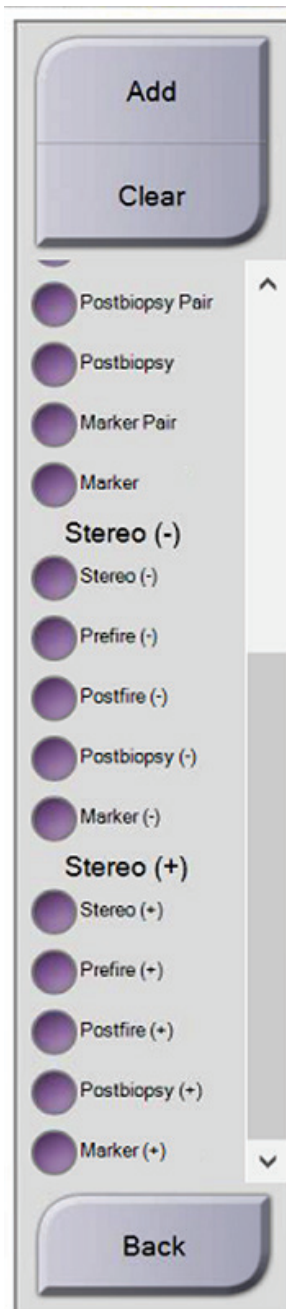 Add
Clear
Postbiopsy Pair
Postbiopsy
Marker Pair
Marker
Stereo (-)
Stereo (-)
Prefire (-)
Postfire (-)
Postbiopsy (-)
Marker (-)
Stereo (+)
Stereo (+)
Prefire (+)
Postfire (+)
Postbiopsy (+)
Marker (+)
Back